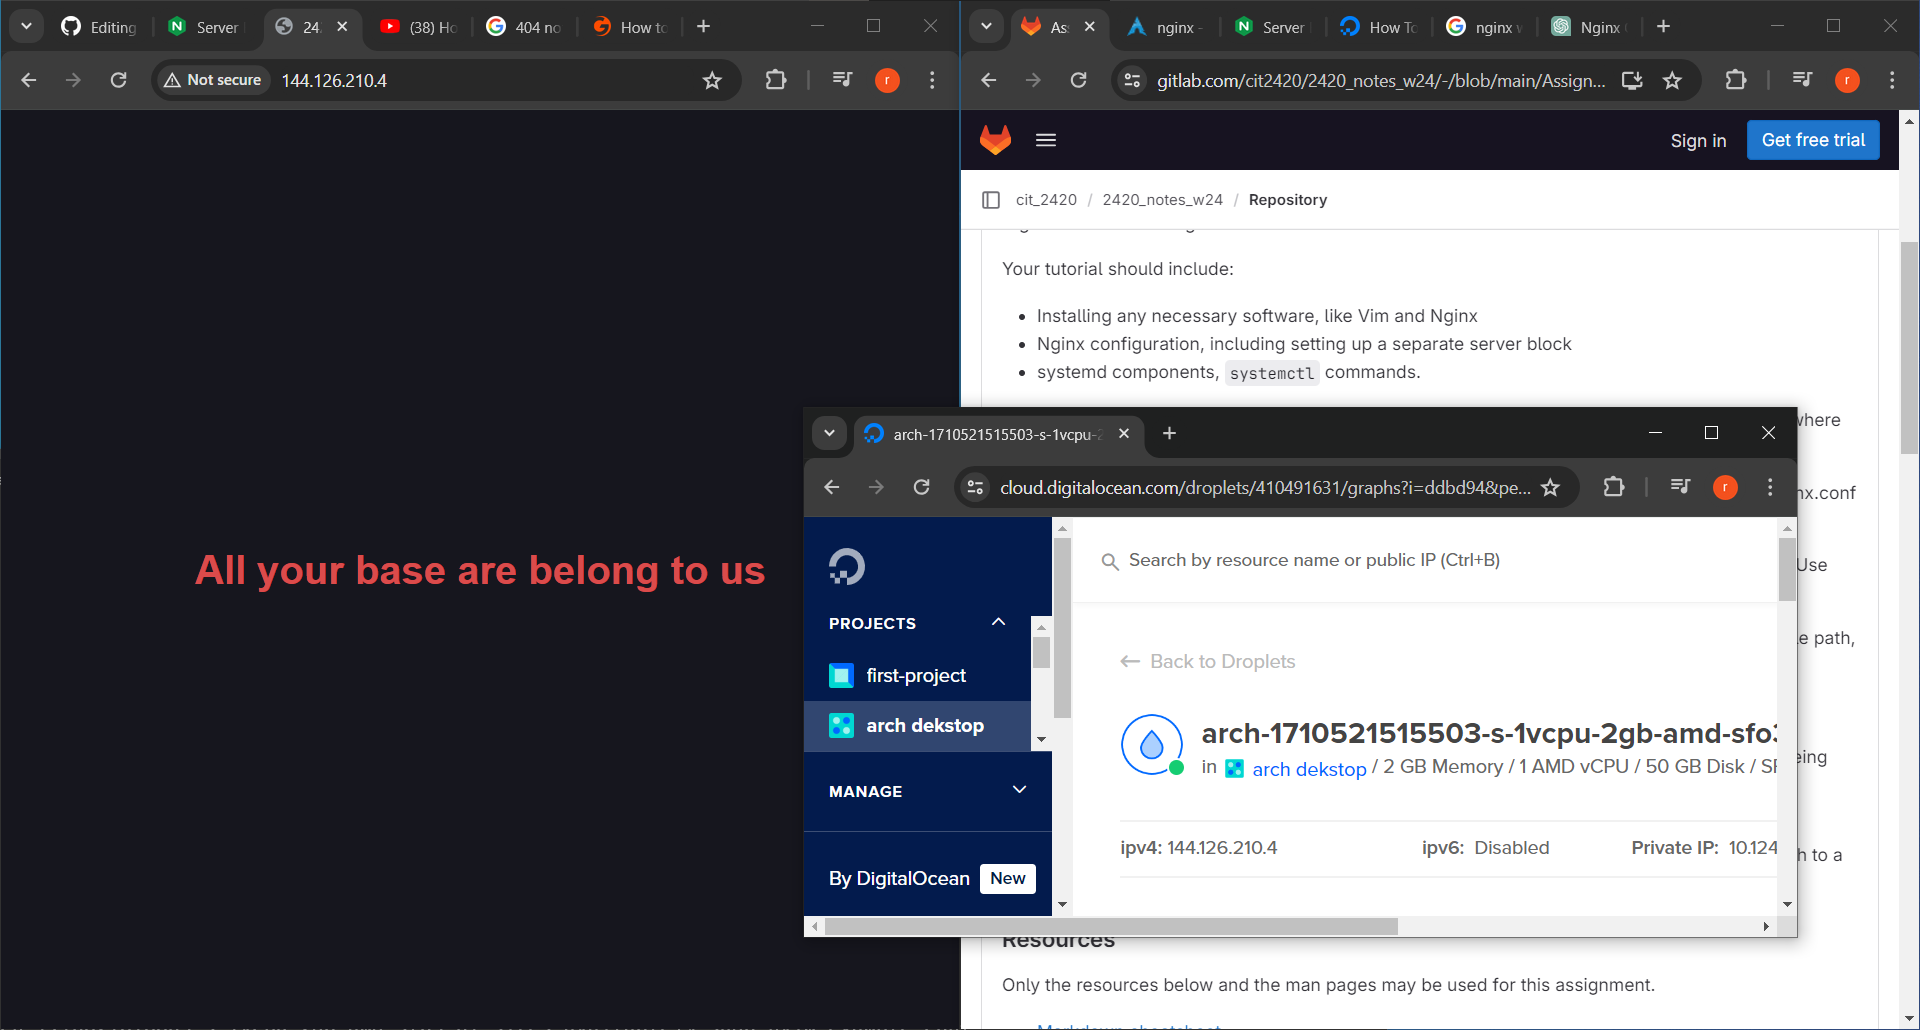 Editing
Server
24.
(38) Ho
404 no
How to
Not secure
144.126.210.4
r
All your base are belong to us
As
nginx -
Server
How To
nginx w
Nginx
gitlab.com/cit2420/2420_notes_w24/-/blob/main/Assign...
r
Sign in
Get free trial
cit_2420 / 2420_notes_w24 / Repository
Your tutorial should include:
• Installing any necessary software, like Vim and Nginx
• Nginx configuration, including setting up a separate server block
• systemd components, systemctl commands.
where
nx.conf
Use
e path,
eing
h to a
Resources
Only the resources below and the man pages may be used for this assignment.
Markdown cheatsheet
arch-1710521515503-s-1vcpu-2
cloud.digitalocean.com/droplets/410491631/graphs?i=ddbd94&pe...
r
PROJECTS
first-project
arch dekstop
MANAGE
By DigitalOcean New
Search by resource name or public IP (Ctrl+B)
← Back to Droplets
arch-1710521515503-s-1vcpu-2gb-amd-sfo3
in arch dekstop / 2 GB Memory / 1 AMD vCPU / 50 GB Disk / SF
ipv4: 144.126.210.4
ipv6: Disabled
Private IP: 10.124